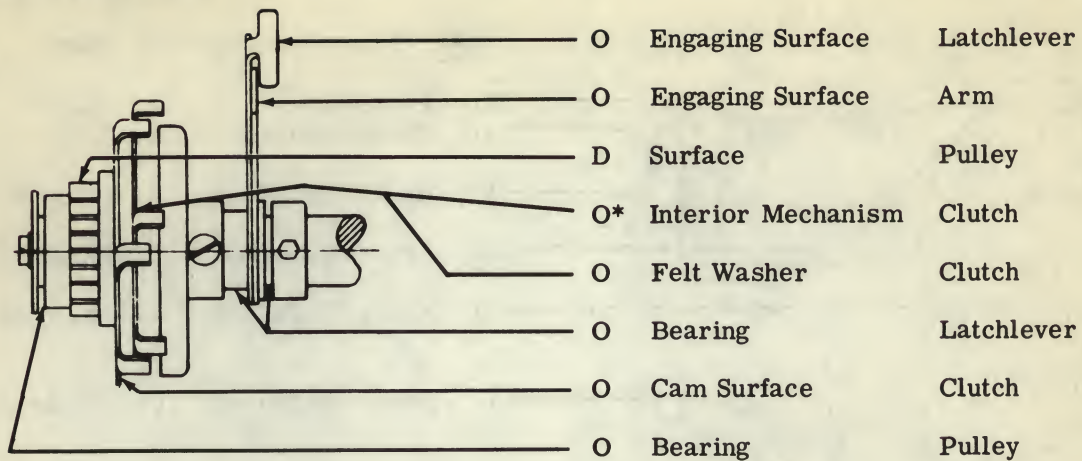 O Engaging Surface Latchlever
O Engaging Surface Arm
D Surface Pulley
O* Interior Mechanism Clutch
O Felt Washer Clutch
O Bearing Latchlever
O Cam Surface Clutch
O Bearing Pulley